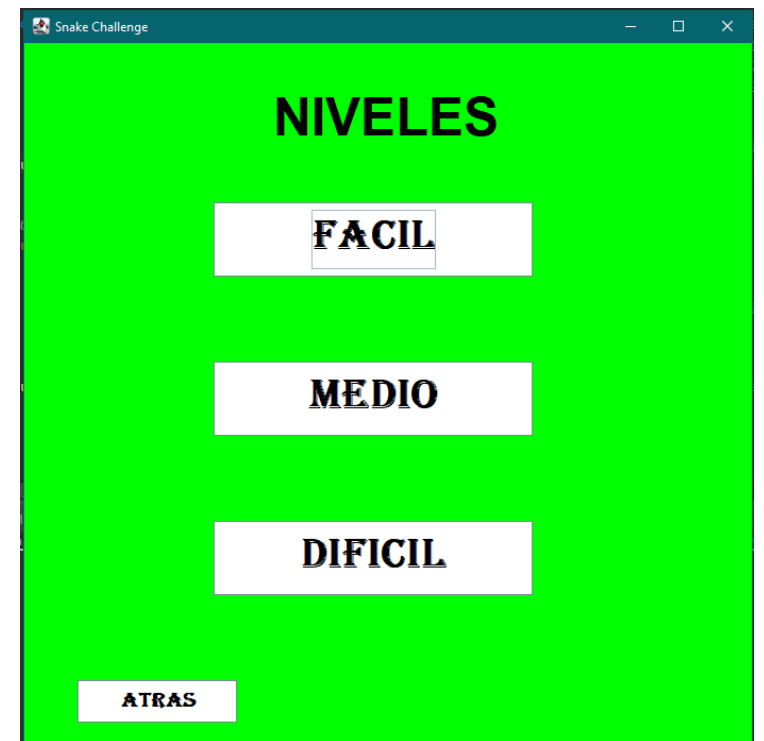 Snake Challenge
NIVELES
FACIL
MEDIO
DIFICIL
ATRAS